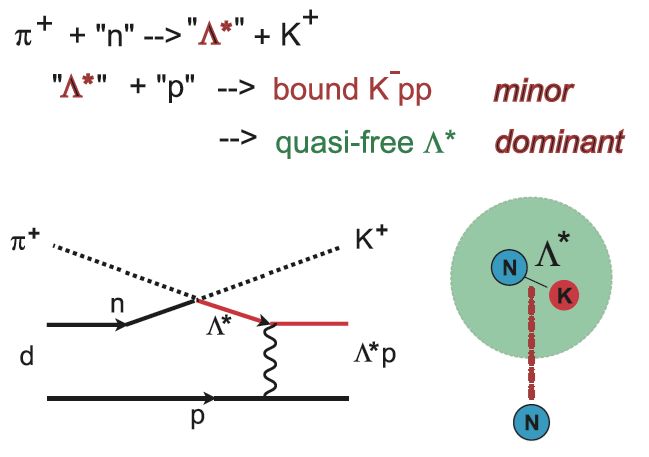 π⁺ + "n" --> "Λ*" + K⁺
"Λ*" + "p" --> bound K⁻pp minor
--> quasi-free Λ* dominant
π⁺
K⁺
n
Λ*
d
Λ*p
p
Λ*
N
K
N